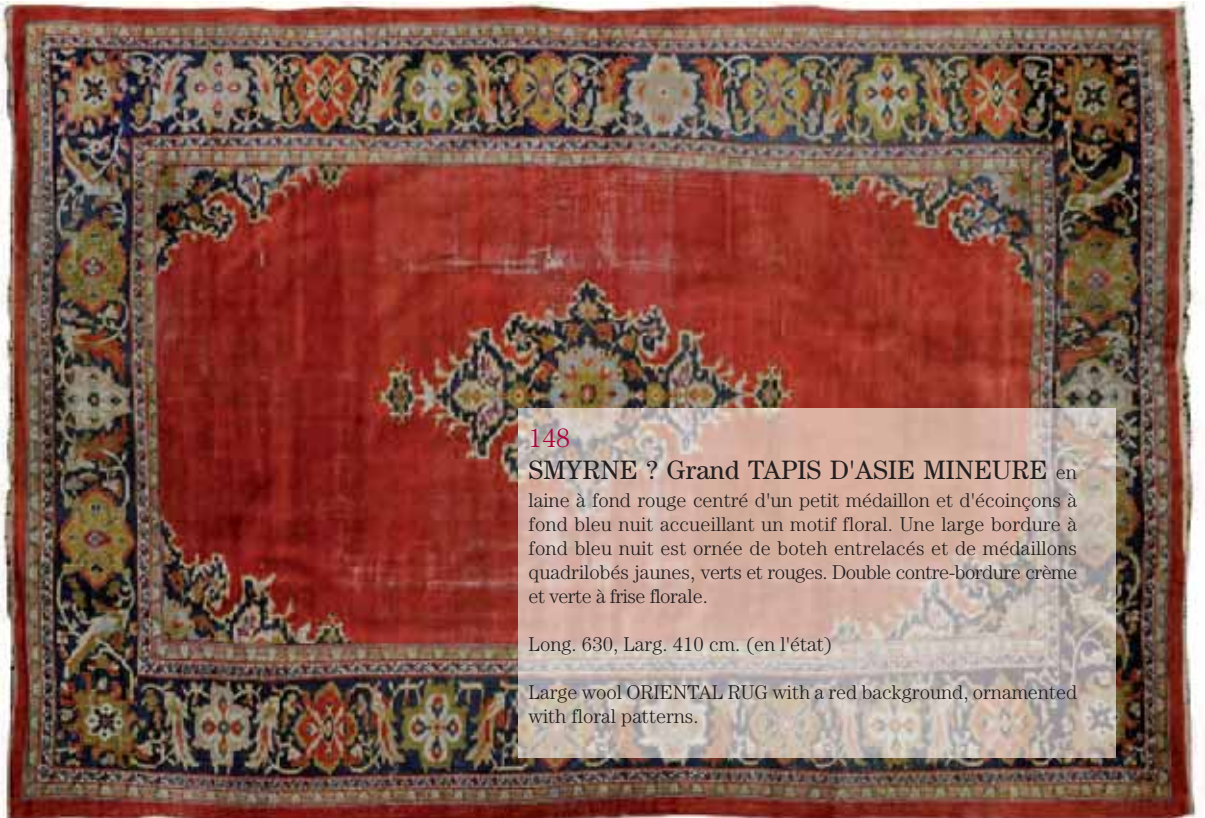 148
SMYRNE ? Grand TAPIS D'ASIE MINEURE en
laine à fond rouge centré d'un petit médaillon et d'écoinçons à
fond bleu nuit accueillant un motif floral. Une large bordure à
fond bleu nuit est ornée de boteh entrelacés et de médaillons
quadrilobés jaunes, verts et rouges. Double contre-bordure crème
et verte à frise florale.
Long. 630, Larg. 410 cm. (en l'état)
Large wool ORIENTAL RUG with a red background, ornamented
with floral patterns.